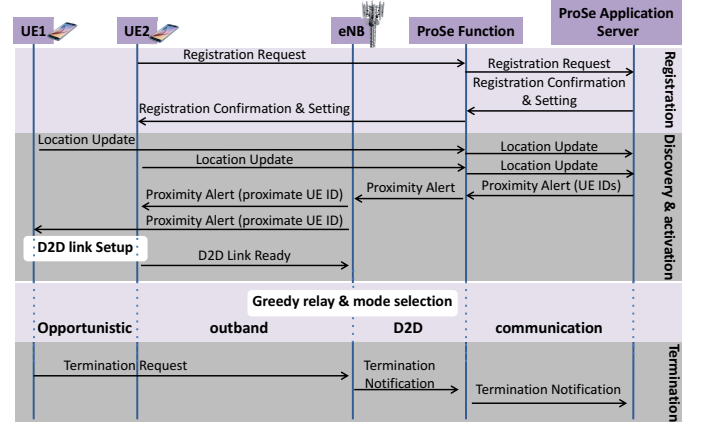 UE1
UE2
eNB
ProSe Function
ProSe Application
Server
Registration Request
Registration Request
Registration Confirmation
& Setting
Registration Confirmation & Setting
Registration
Location Update
Location Update
Location Update
Location Update
Proximity Alert (UE IDs)
Proximity Alert
Proximity Alert (proximate UE ID)
Proximity Alert (proximate UE ID)
D2D link Setup
D2D Link Ready
Discovery & activation
Greedy relay & mode selection
Opportunistic outband D2D communication
Termination Request
Termination
Notification
Termination Notification
Termination